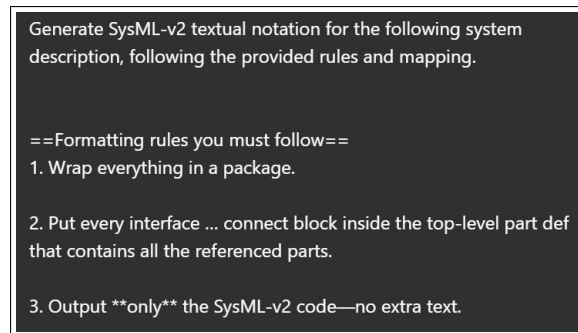 Generate SysML-v2 textual notation for the following system
description, following the provided rules and mapping.
==Formatting rules you must follow==
1. Wrap everything in a package.
2. Put every interface ... connect block inside the top-level part def
that contains all the referenced parts.
3. Output **only** the SysML-v2 code—no extra text.